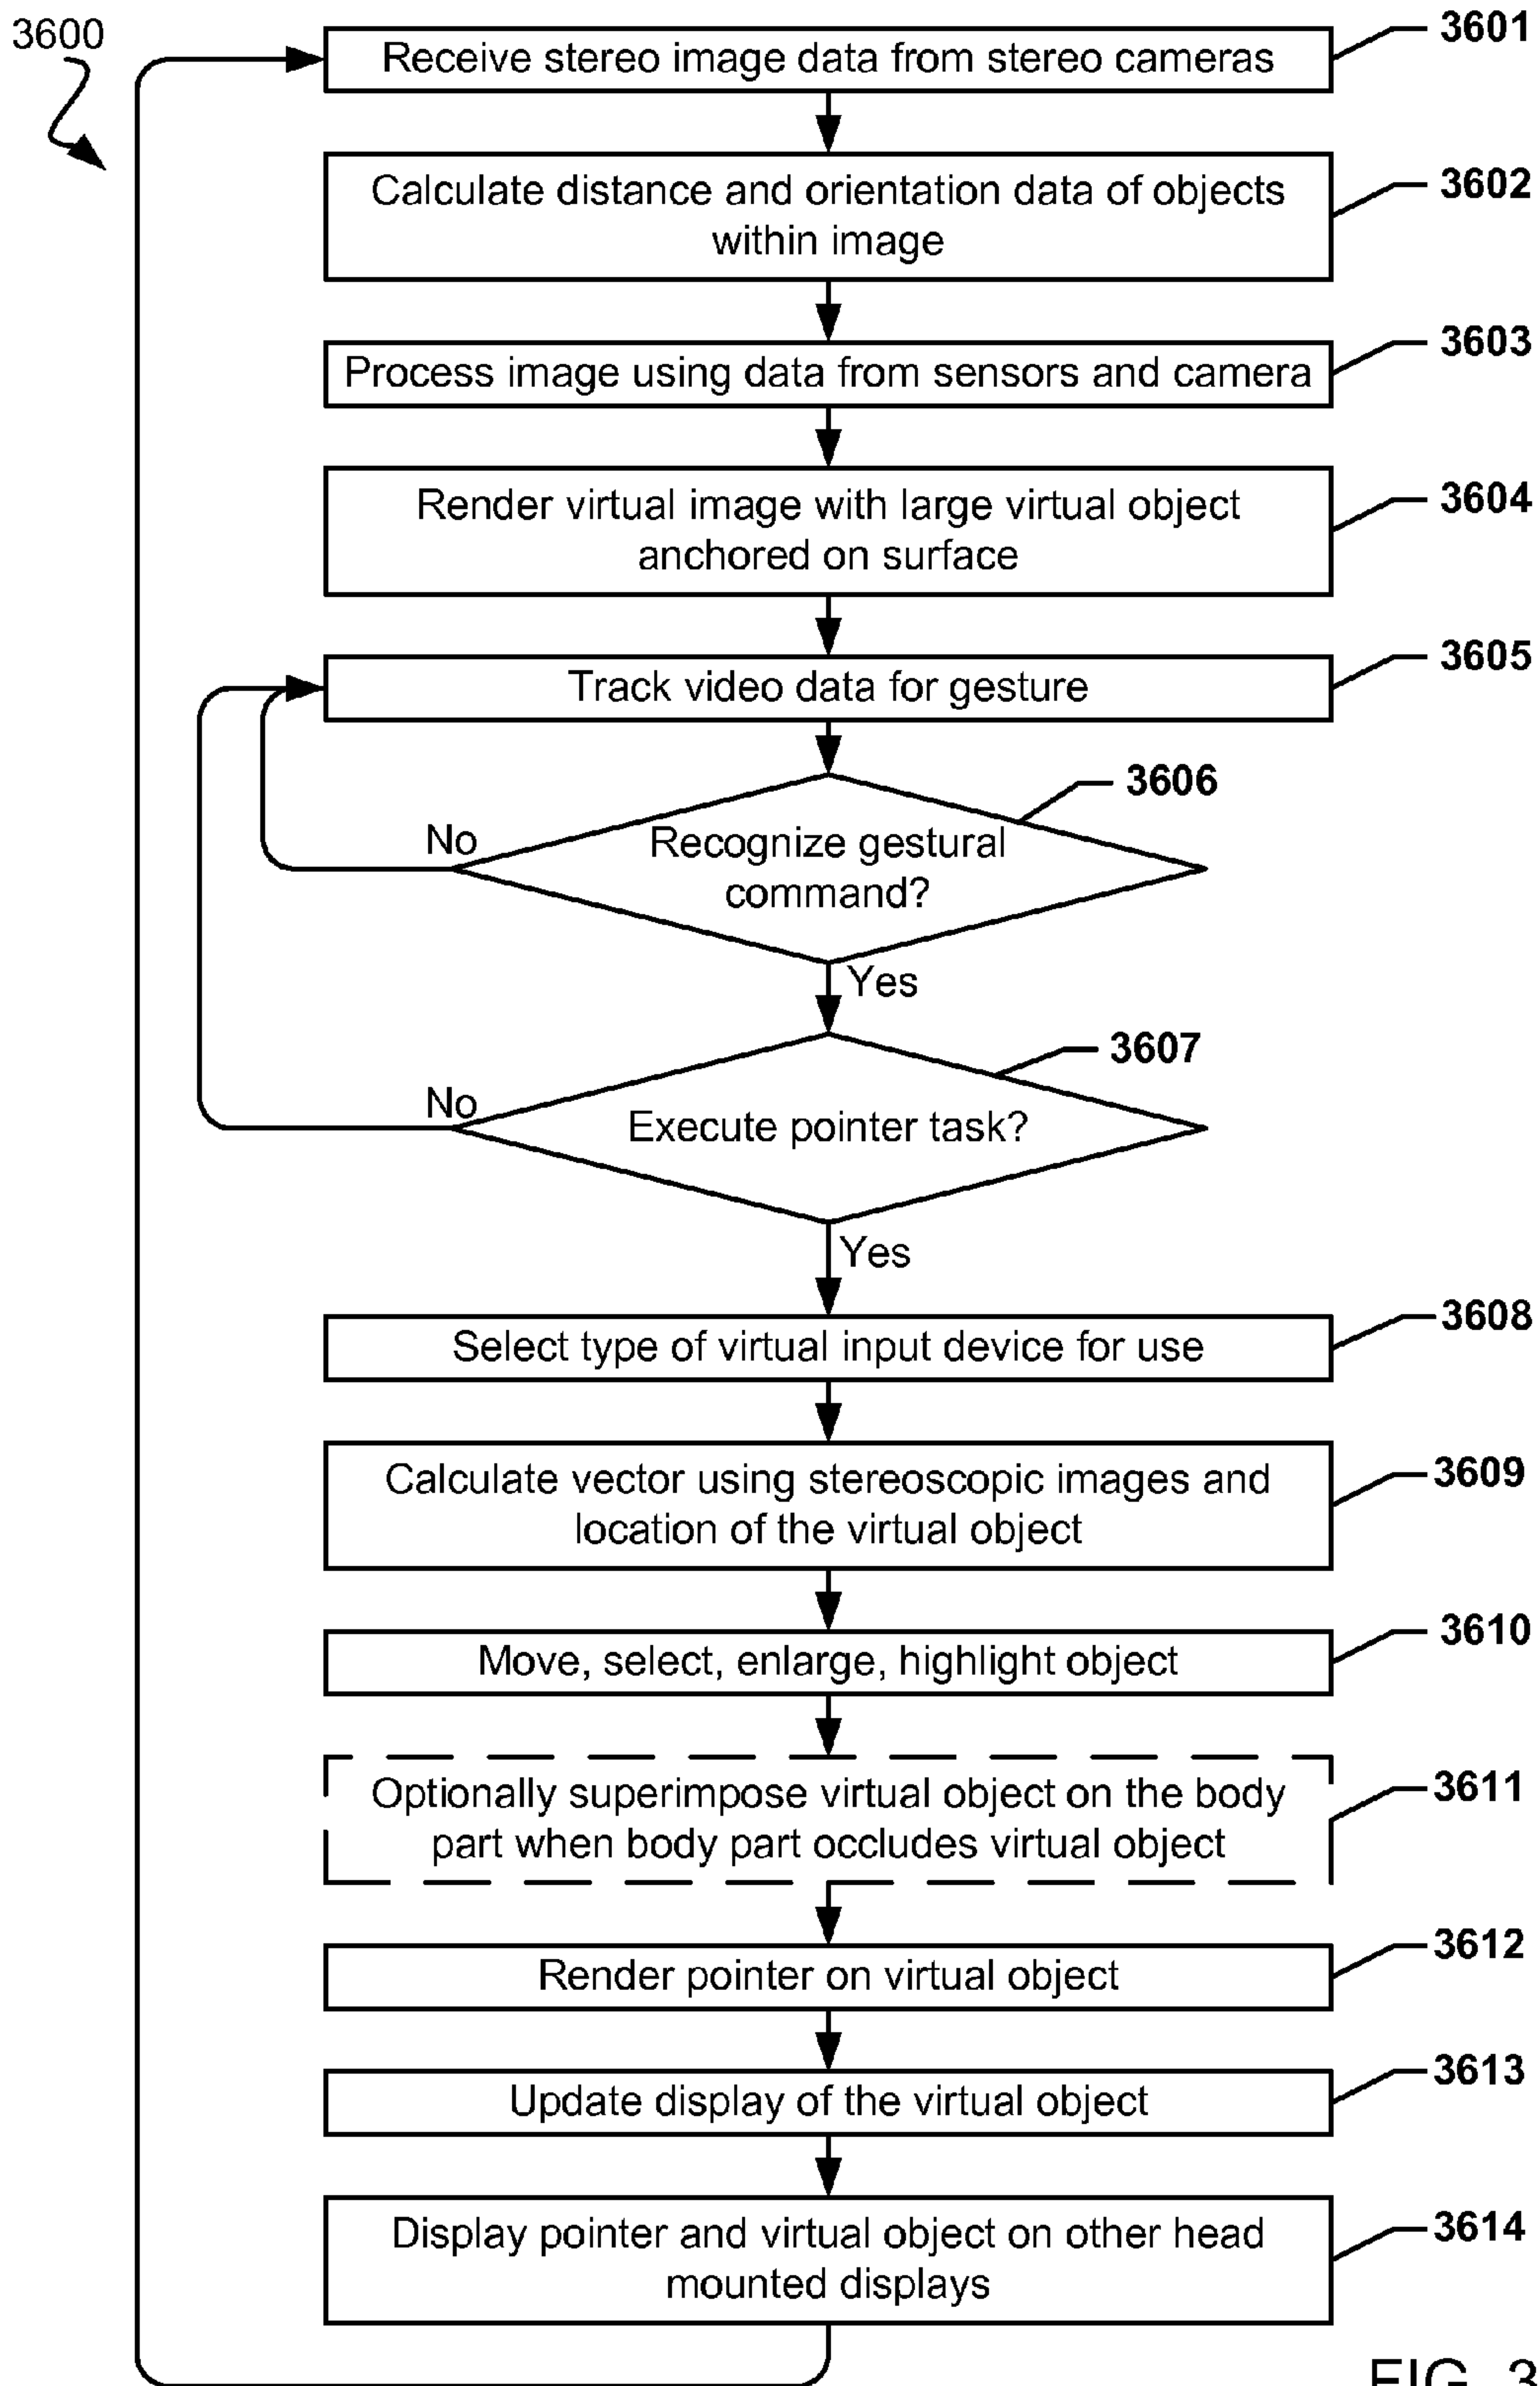 3600
Receive stereo image data from stereo cameras
3601
Calculate distance and orientation data of objects
within image
3602
Process image using data from sensors and camera
3603
Render virtual image with large virtual object
anchored on surface
3604
Track video data for gesture
3605
Recognize gestural
command?
3606
No
Yes
Execute pointer task?
3607
No
Yes
Select type of virtual input device for use
3608
Calculate vector using stereoscopic images and
location of the virtual object
3609
Move, select, enlarge, highlight object
3610
Optionally superimpose virtual object on the body
part when body part occludes virtual object
3611
Render pointer on virtual object
3612
Update display of the virtual object
3613
Display pointer and virtual object on other head
mounted displays
3614
FIG. 3